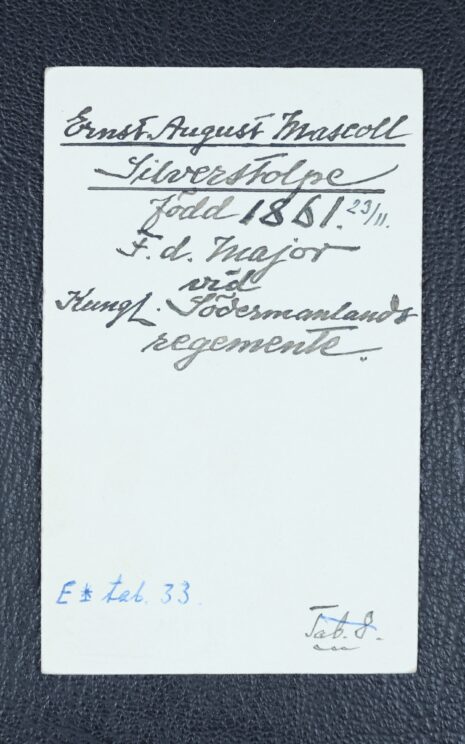 Ernst August Mascoll
Silverstolpe
född 1861. 23/11.
F. d. Major
vid
Kungl. Södermanlands
regemente.
E tab. 33.
Tab. 8.